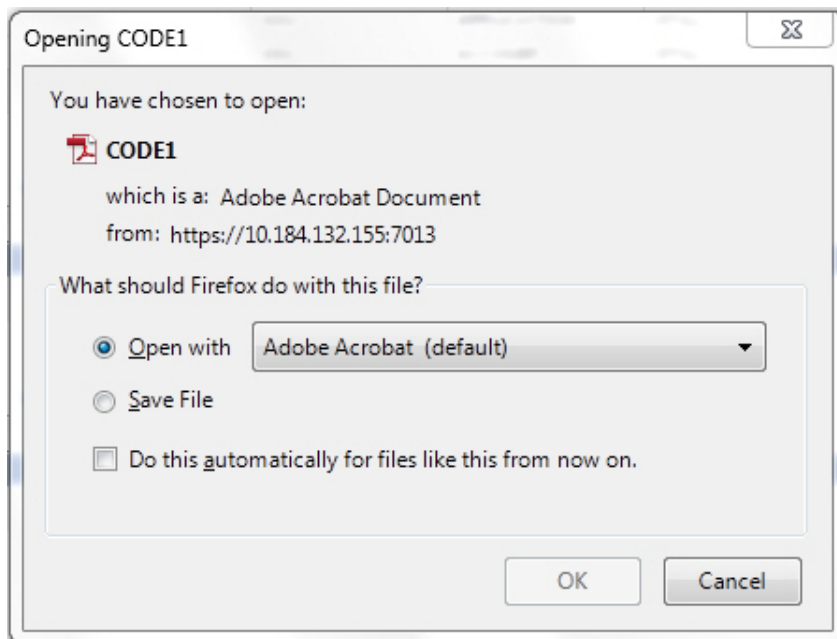 Opening CODE1
You have chosen to open:
CODE1
which is a: Adobe Acrobat Document
from: https://10.184.132.155:7013
What should Firefox do with this file?
Open with Adobe Acrobat (default)
Save File
Do this automatically for files like this from now on.
OK Cancel